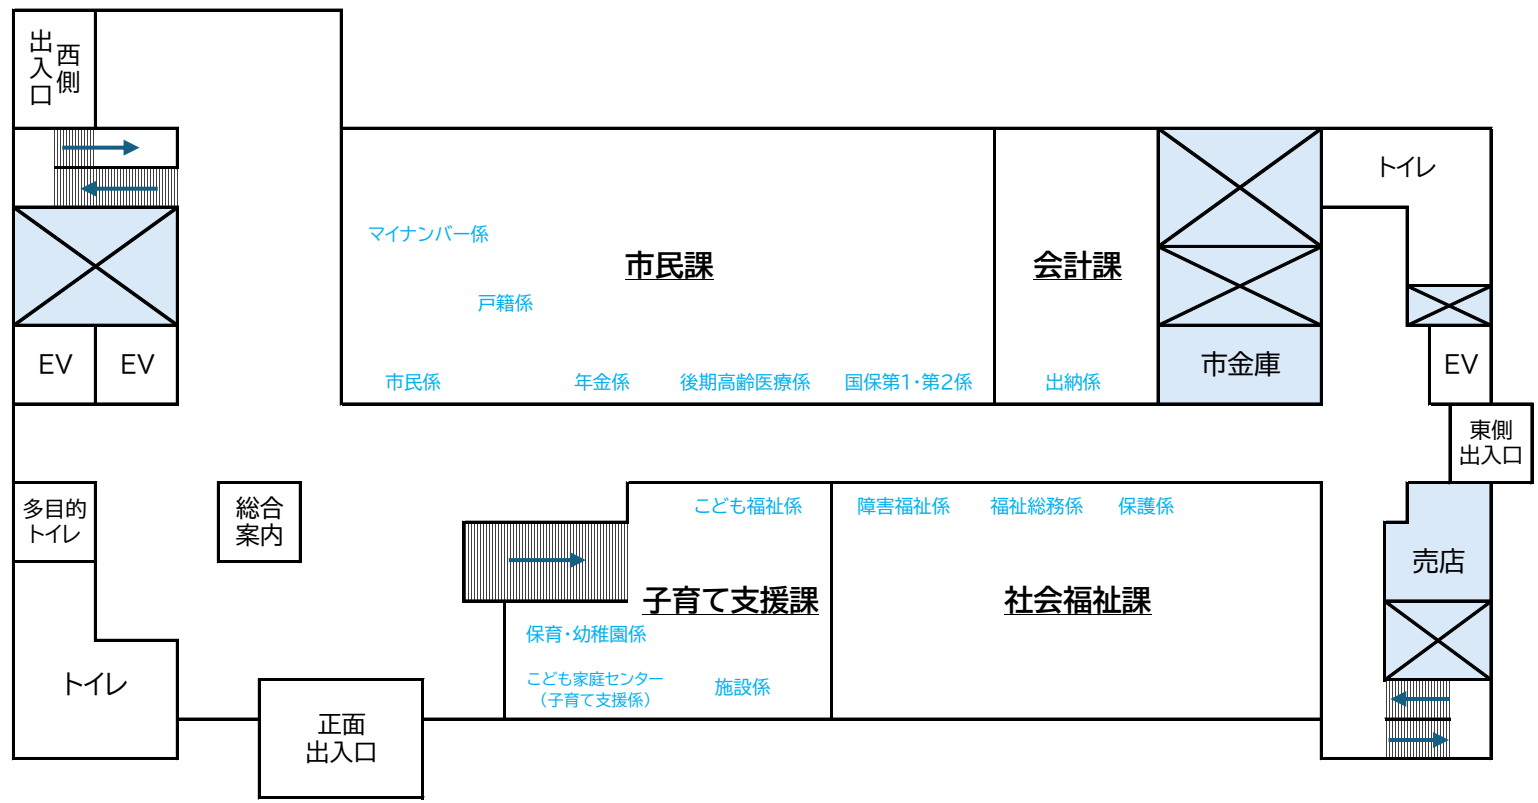 西側
出入口
マイナンバー係
市民課
会計課
トイレ
戸籍係
EV
EV
市民係
年金係
後期高齢医療係
国保第1・第2係
出納係
市金庫
EV
東側
出入口
多目的
トイレ
総合
案内
こども福祉係
障害福祉係
福祉総務係
保護係
売店
子育て支援課
社会福祉課
保育・幼稚園係
こども家庭センター
（子育て支援係）
施設係
トイレ
正面
出入口